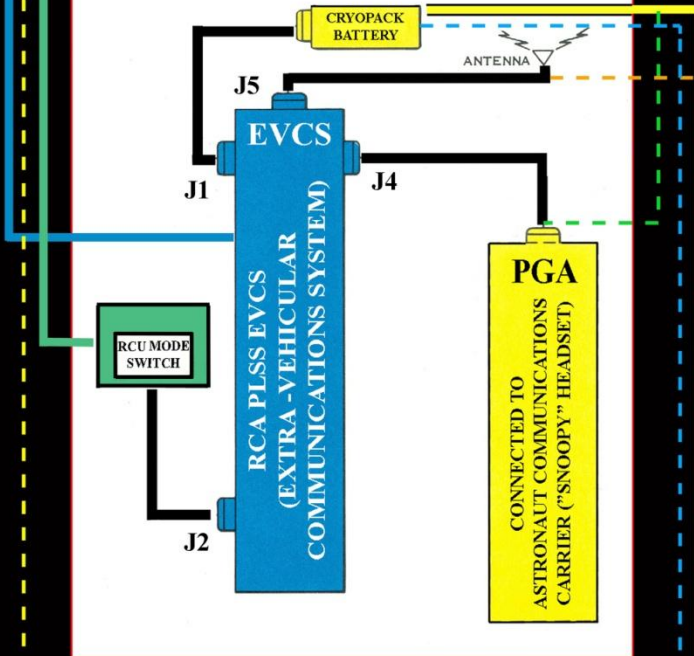 CRYOPACK
BATTERY
ANTENNA
J5
EVCS
J1
J4
RCA PLSS EVCS
(EXTRA -VEHICULAR
COMMUNICATIONS SYSTEM)
PGA
CONNECTED TO
ASTRONAUT COMMUNICATIONS
CARRIER ("SNOOPY” HEADSET)
RCU MODE
SWITCH
J2